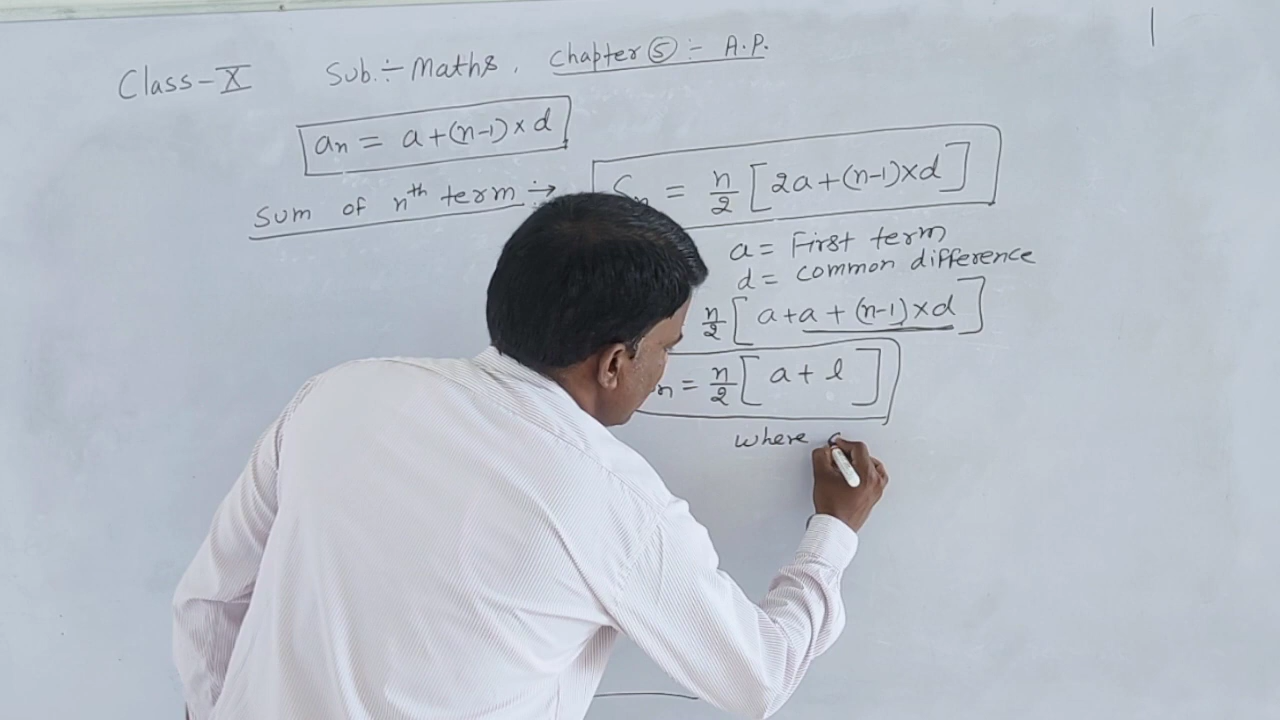 Class-X Sub.:- Maths, Chapter ⑤ :- A.P.
an = a+(n-1)×d
Sum of nth term :→ Sn = n/2 [2a+(n-1)×d]
a = First term
d = common difference
n/2 [a+a+(n-1)×d]
n = n/2 [a+l]
where